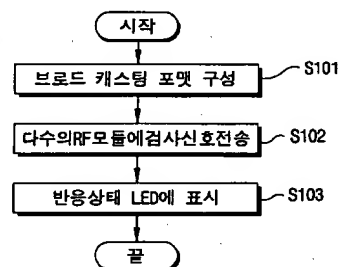 시작
브로드 캐스팅 포맷 구성
S101
다수의RF모듈에검사신호전송
S102
반응상태 LED에 표시
S103
끝